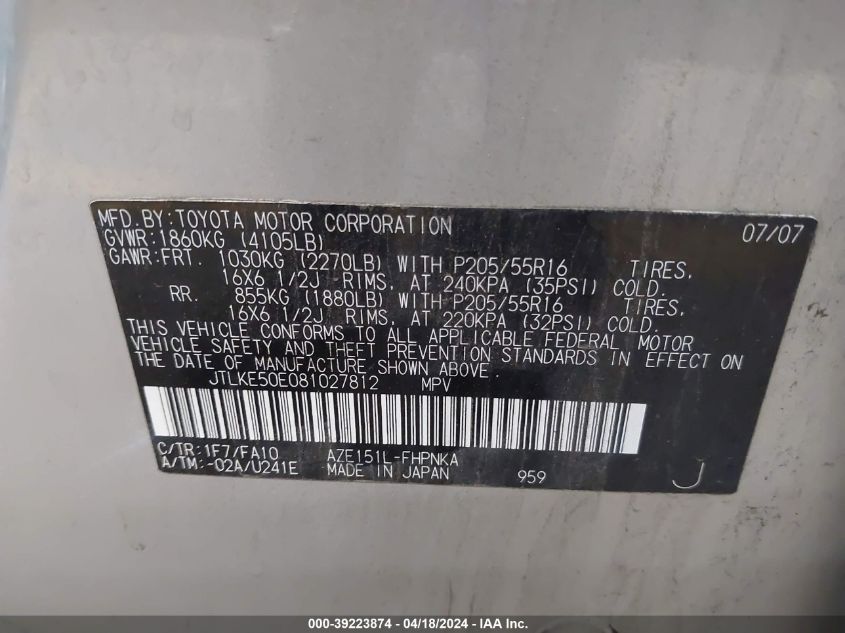 MFD. BY: TOYOTA MOTOR CORPORATION 07/07
GVWR: 1860KG (4105LB)
GAWR: FRT. 1030KG (2270LB) WITH P205/55R16 TIRES,
16X6 1/2J RIMS, AT 240KPA (35PSI) COLD.
RR. 855KG (1880LB) WITH P205/55R16 TIRES,
16X6 1/2J RIMS, AT 220KPA (32PSI) COLD.
THIS VEHICLE CONFORMS TO ALL APPLICABLE FEDERAL MOTOR
VEHICLE SAFETY AND THEFT PREVENTION STANDARDS IN EFFECT ON
THE DATE OF MANUFACTURE SHOWN ABOVE.
JTLKE50E081027812 MPV
C/TR: 1F7/FA10 AZE151L-FHPNKA
A/TM: -02A/U241E MADE IN JAPAN 959 J
000-39223874 - 04/18/2024 - IAA, Inc.